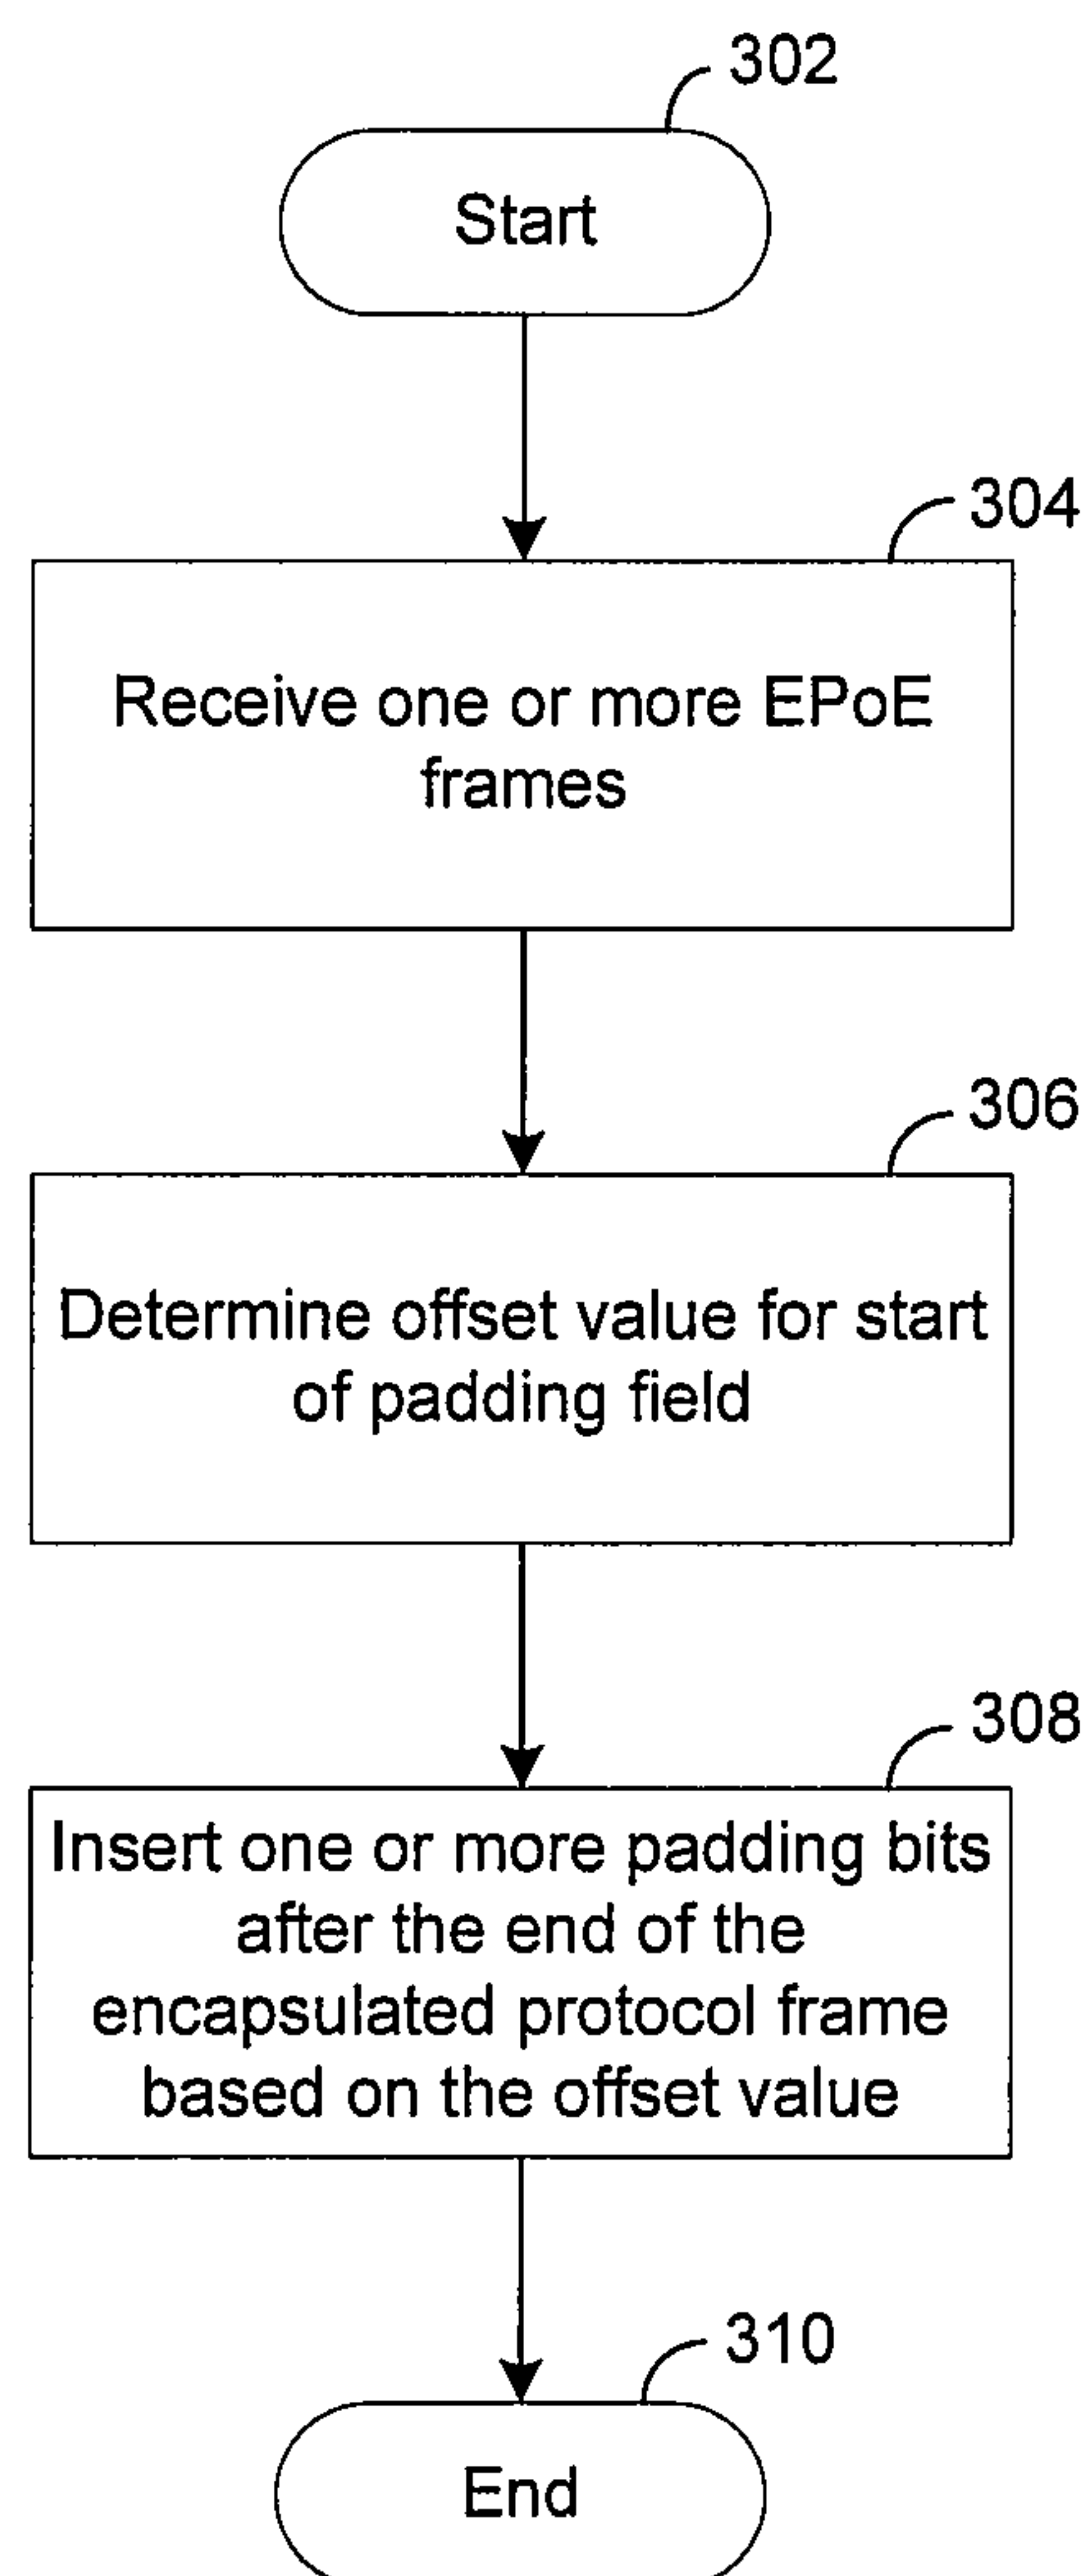 302
Start
304
Receive one or more EPoE
frames
306
Determine offset value for start
of padding field
308
Insert one or more padding bits
after the end of the
encapsulated protocol frame
based on the offset value
310
End